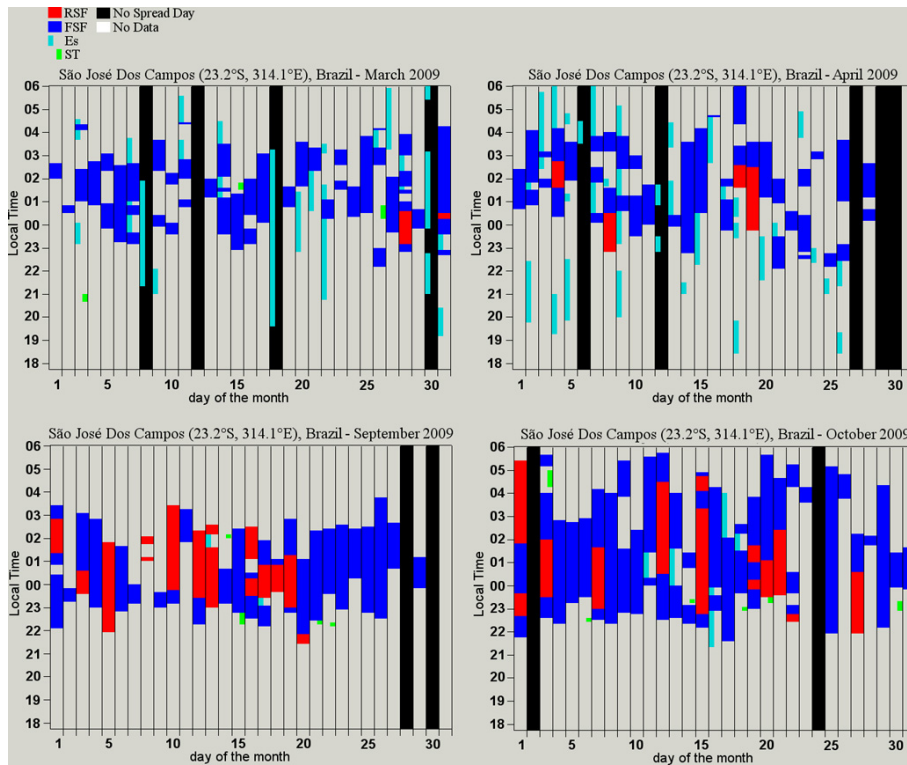 RSF No Spread Day
FSF No Data
Es
ST
São José Dos Campos (23.2°S, 314.1°E), Brazil - March 2009
06
05
04
03
02
01
00
23
22
21
20
19
18
Local Time
1 5 10 15 20 25 30
day of the month
São José Dos Campos (23.2°S, 314.1°E), Brazil - April 2009
06
05
04
03
02
01
00
23
22
21
20
19
18
Local Time
1 5 10 15 20 25 30
day of the month
São José Dos Campos (23.2°S, 314.1°E), Brazil - September 2009
06
05
04
03
02
01
00
23
22
21
20
19
18
Local Time
1 5 10 15 20 25 30
day of the month
São José Dos Campos (23.2°S, 314.1°E), Brazil - October 2009
06
05
04
03
02
01
00
23
22
21
20
19
18
Local Time
1 5 10 15 20 25 30
day of the month